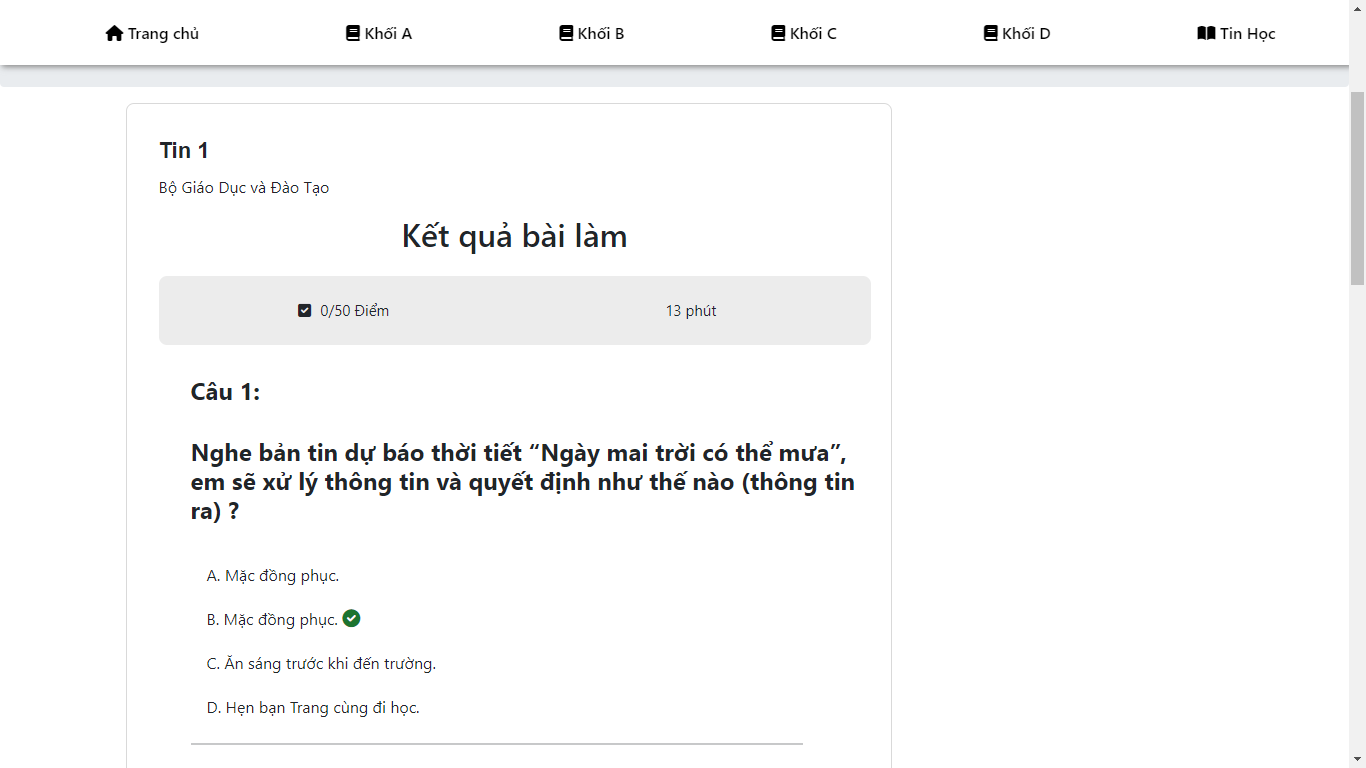 Trang chủ Khối A Khối B Khối C Khối D Tin Học
Tin 1
Bộ Giáo Dục và Đào Tạo
Kết quả bài làm
0/50 Điểm 13 phút
Câu 1:
Nghe bản tin dự báo thời tiết “Ngày mai trời có thể mưa”,
em sẽ xử lý thông tin và quyết định như thế nào (thông tin
ra) ?
A. Mặc đồng phục.
B. Mặc đồng phục.
C. Ăn sáng trước khi đến trường.
D. Hẹn bạn Trang cùng đi học.